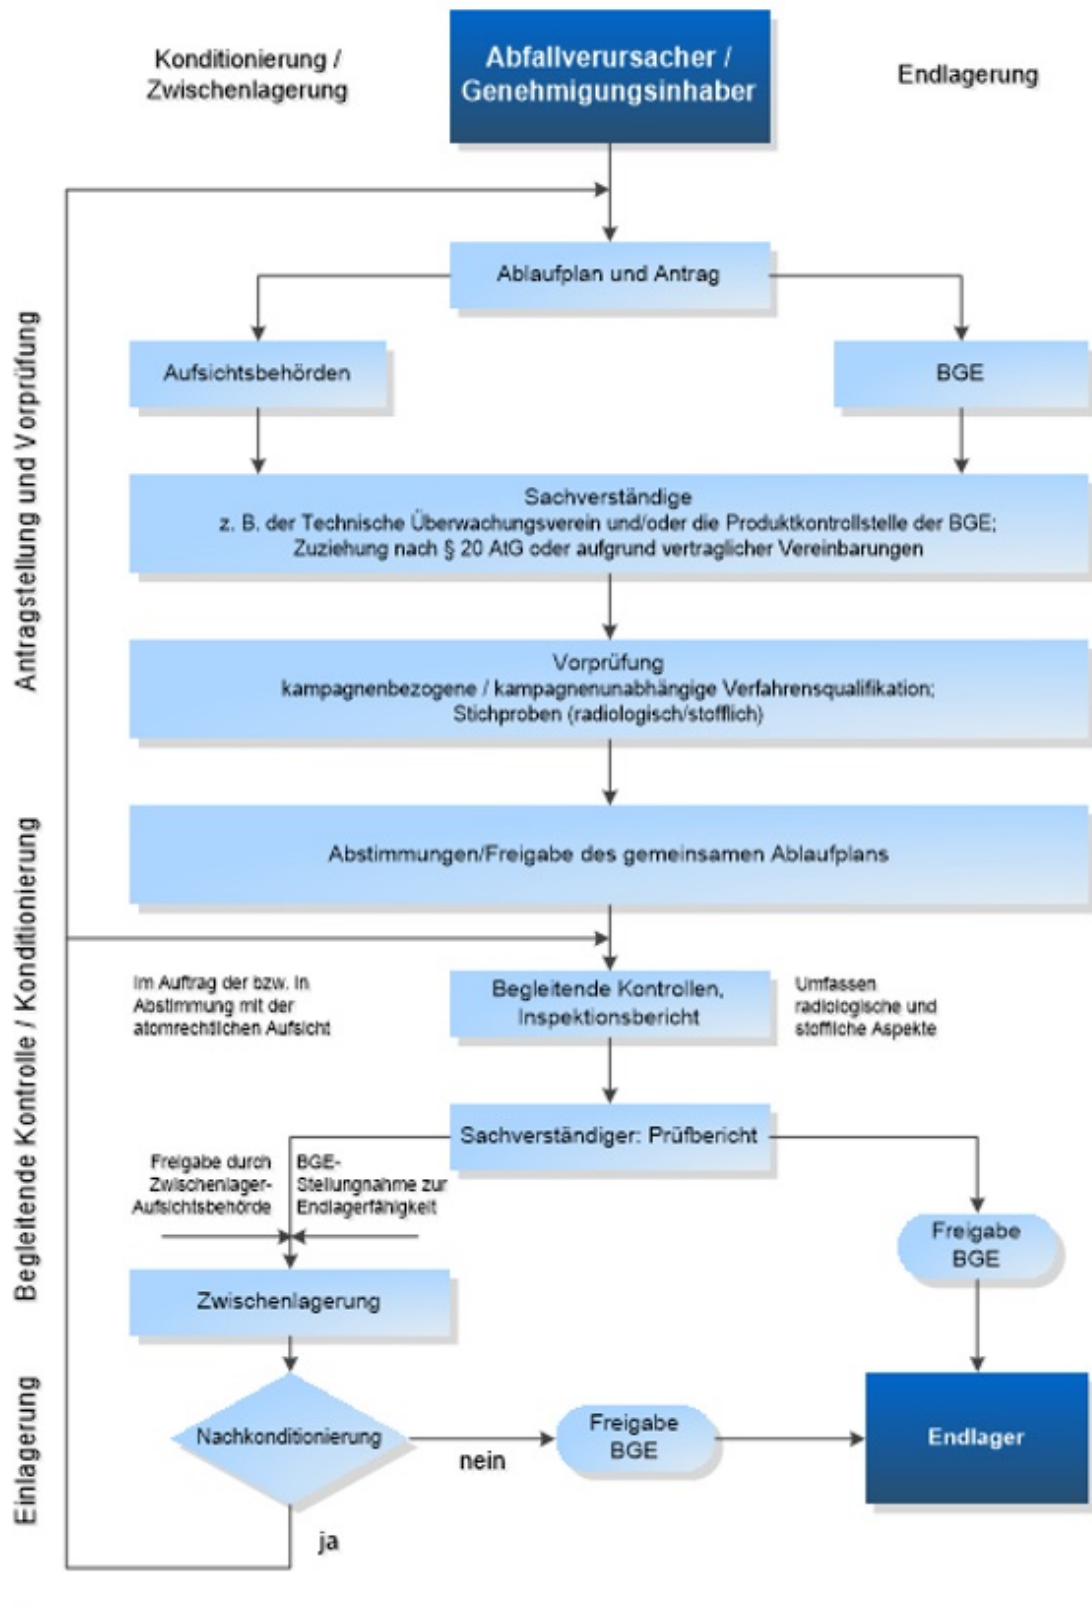 Konditionierung /
Zwischenlagerung
Abfallverursacher /
Genehmigungsinhaber
Endlagerung
Antragstellung und Vorprüfung
Ablaufplan und Antrag
Aufsichtsbehörden
BGE
Sachverständige
z. B. der Technische Überwachungsverein und/oder die Produktkontrollstelle der BGE;
Zuziehung nach § 20 AtG oder aufgrund vertraglicher Vereinbarungen
Vorprüfung
kampagnenbezogene / kampagnenunabhängige Verfahrensqualifikation;
Stichproben (radiologisch/stofflich)
Abstimmungen/Freigabe des gemeinsamen Ablaufplans
Begleitende Kontrolle / Konditionierung
Im Auftrag der bzw. In
Abstimmung mit der
atomrechtlichen Aufsicht
Begleitende Kontrollen,
Inspektionsbericht
Umfassen
radiologische und
stoffliche Aspekte
Sachverständiger: Prüfbericht
Freigabe durch
Zwischenlager-
Aufsichtsbehörde
BGE-
Stellungnahme zur
Endlagerfähigkeit
Freigabe
BGE
Zwischenlagerung
Einlagerung
Nachkonditionierung
nein
Freigabe
BGE
Endlager
ja